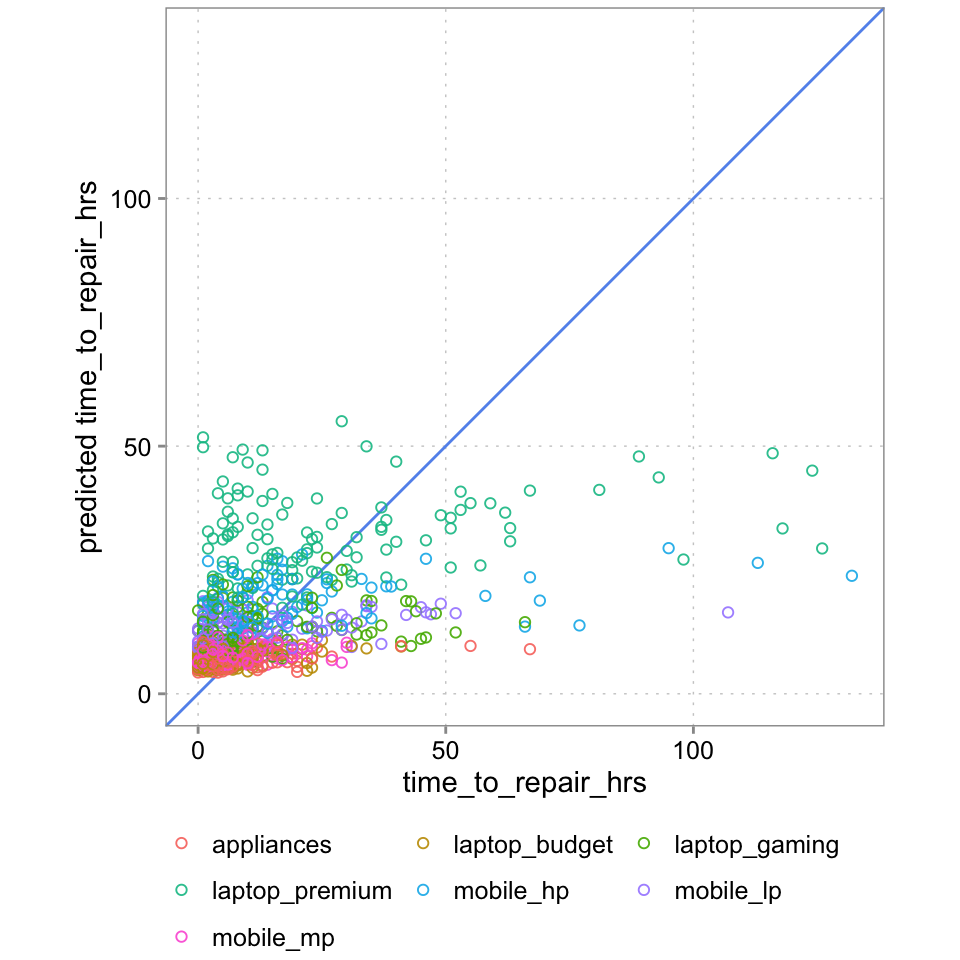 predicted time_to_repair_hrs
100
50
0
0 50 100
time_to_repair_hrs
appliances laptop_budget laptop_gaming
laptop_premium mobile_hp mobile_lp
mobile_mp